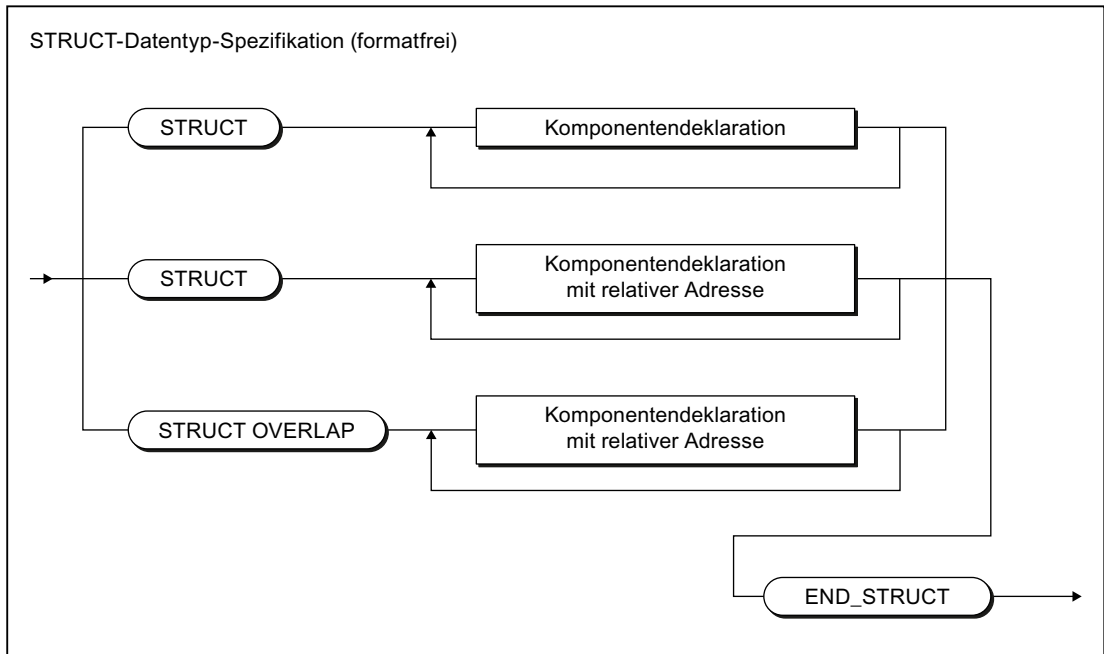 STRUCT-Datentyp-Spezifikation (formatfrei)
STRUCT
Komponentendeklaration
STRUCT
Komponentendeklaration
mit relativer Adresse
STRUCT OVERLAP
Komponentendeklaration
mit relativer Adresse
END_STRUCT